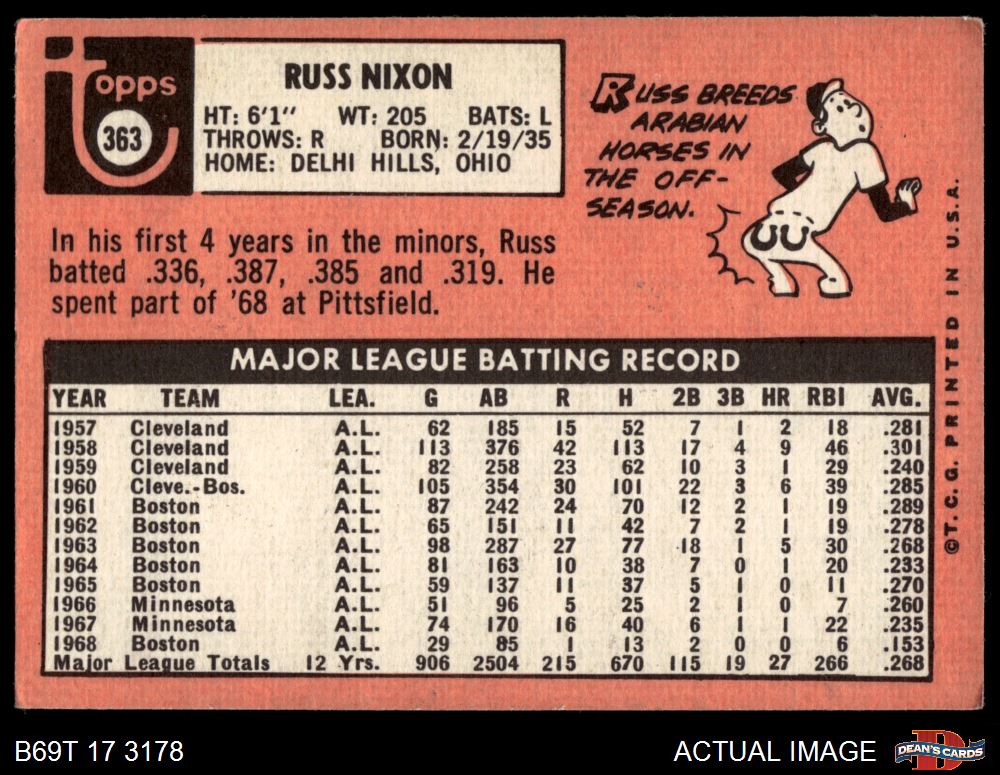 Topps
363
RUSS NIXON
HT: 6'1" WT: 205 BATS: L
THROWS: R BORN: 2/19/35
HOME: DELHI HILLS, OHIO
RUSS BREEDS
ARABIAN
HORSES IN
THE OFF-
SEASON.
In his first 4 years in the minors, Russ
batted .336, .387, .385 and .319. He
spent part of '68 at Pittsfield.
MAJOR LEAGUE BATTING RECORD
YEAR TEAM LEA. G AB R H 2B 3B HR RBI AVG.
1957 Cleveland A.L. 62 185 15 52 7 1 2 18 .281
1958 Cleveland A.L. 113 376 42 113 17 4 9 46 .301
1959 Cleveland A.L. 82 258 23 62 10 3 1 29 .240
1960 Cleve.-Bos. A.L. 105 354 30 101 22 3 6 39 .285
1961 Boston A.L. 87 242 24 70 12 2 1 19 .289
1962 Boston A.L. 65 151 11 42 7 2 1 19 .278
1963 Boston A.L. 98 287 27 77 18 1 5 30 .268
1964 Boston A.L. 81 163 10 38 7 0 1 20 .233
1965 Boston A.L. 59 137 11 37 5 1 0 11 .270
1966 Minnesota A.L. 51 96 5 25 2 1 0 7 .260
1967 Minnesota A.L. 74 170 16 40 6 1 1 22 .235
1968 Boston A.L. 29 85 1 13 2 0 0 6 .153
Major League Totals 12 Yrs. 906 2504 215 670 115 19 27 266 .268
©T.C.G. PRINTED IN U.S.A.
B69T 17 3178
ACTUAL IMAGE
D
DEAN'S CARDS